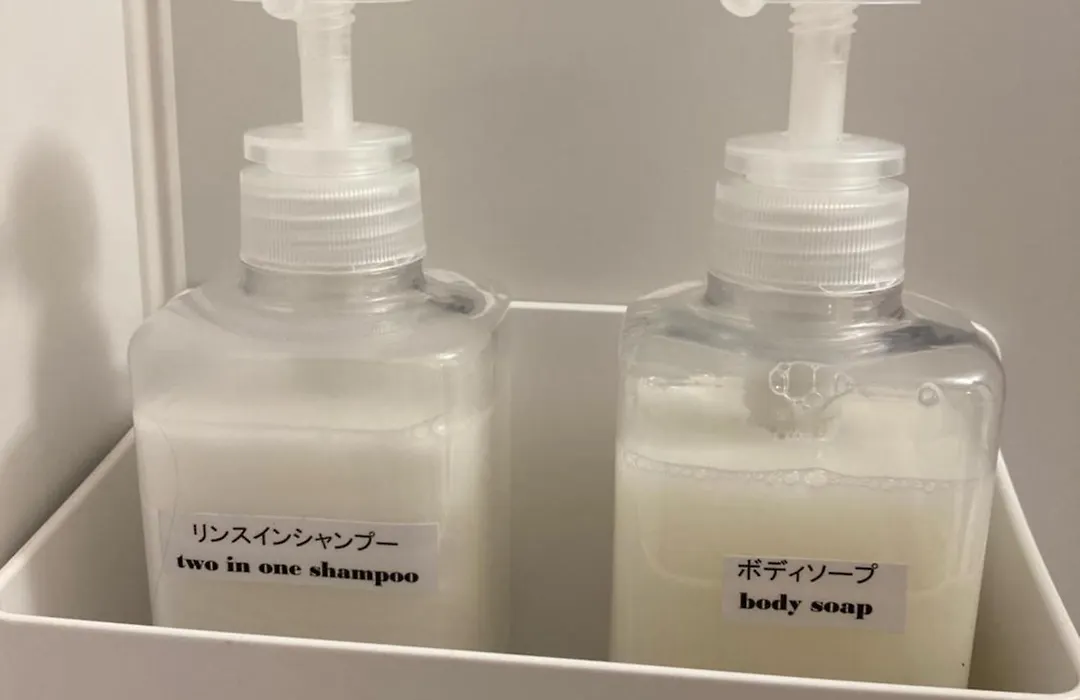 リンスインシャンプー
two in one shampoo
ボディソープ
body soap